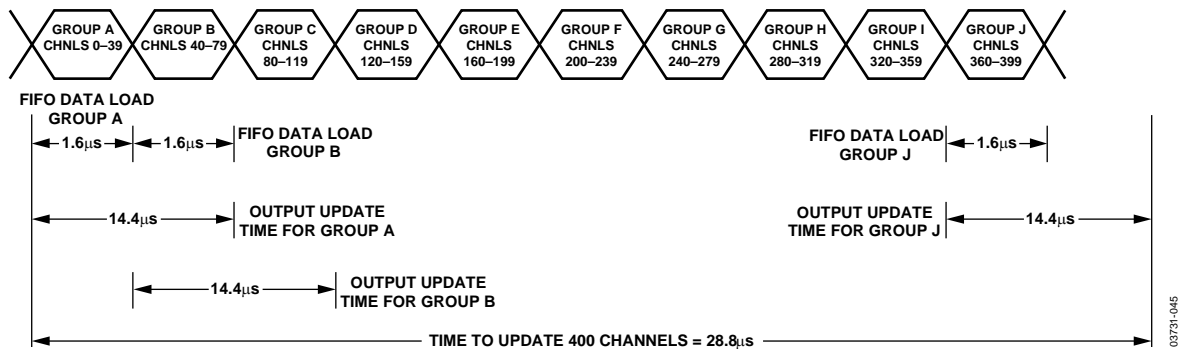 GROUP A
CHNLS 0–39
GROUP B
CHNLS 40–79
GROUP C
CHNLS
80–119
GROUP D
CHNLS
120–159
GROUP E
CHNLS
160–199
GROUP F
CHNLS
200–239
GROUP G
CHNLS
240–279
GROUP H
CHNLS
280–319
GROUP I
CHNLS
320–359
GROUP J
CHNLS
360–399
FIFO DATA LOAD
GROUP A
1.6µs
1.6µs
FIFO DATA LOAD
GROUP B
FIFO DATA LOAD
GROUP J
1.6µs
14.4µs
OUTPUT UPDATE
TIME FOR GROUP A
OUTPUT UPDATE
TIME FOR GROUP J
14.4µs
14.4µs
OUTPUT UPDATE
TIME FOR GROUP B
TIME TO UPDATE 400 CHANNELS = 28.8µs
03731-045